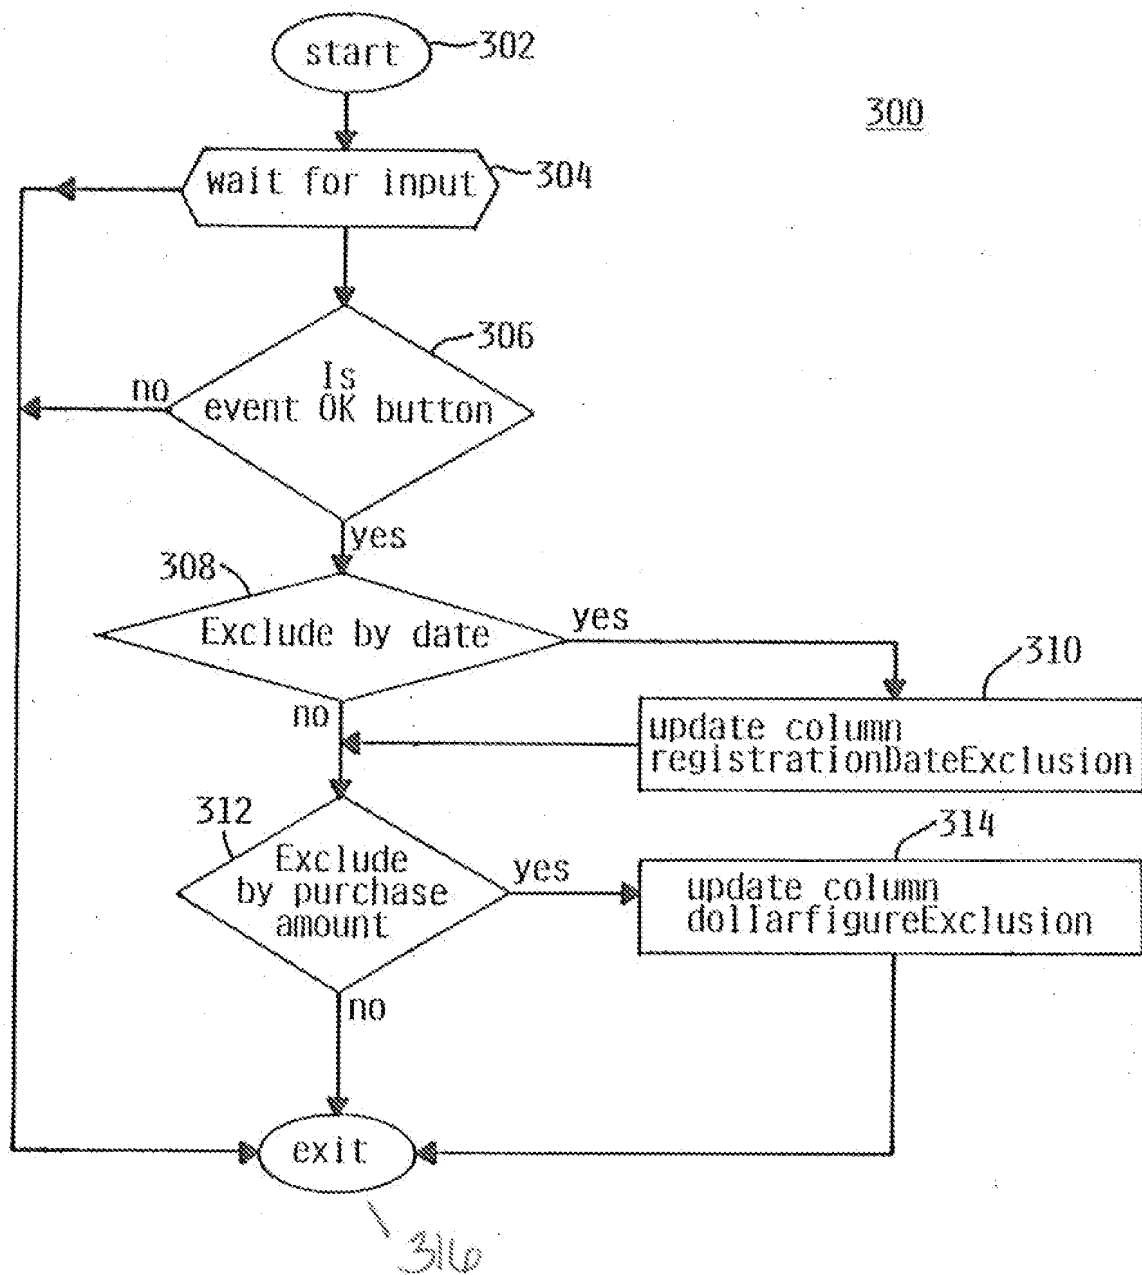 start
302
300
wait for input
304
306
Is
event OK button
no
yes
308
Exclude by date
yes
310
no
update column
registrationDateExclusion
312
314
Exclude
by purchase
amount
yes
update column
dollarfigureExclusion
no
exit
316